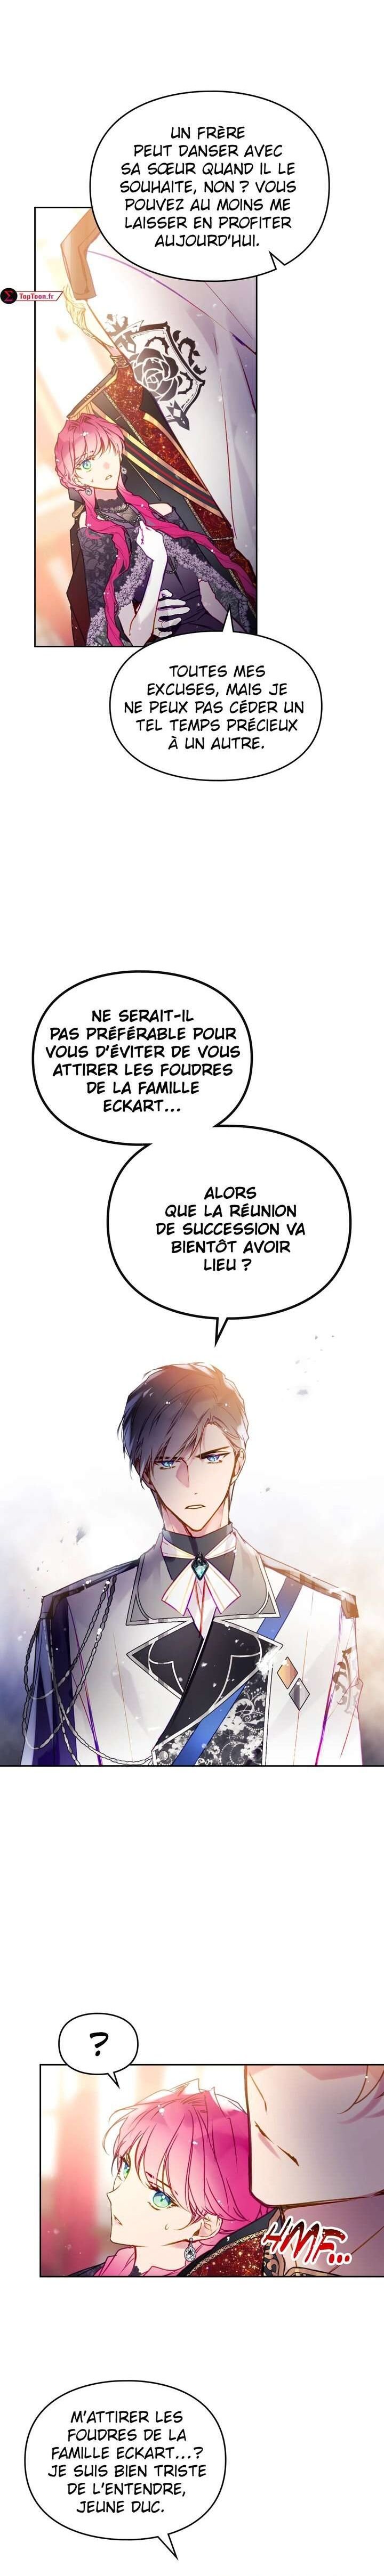 UN FRÈRE
PEUT DANSER AVEC
SA SŒUR QUAND IL LE
SOUHAITE, NON ? VOUS
POUVEZ AU MOINS ME
LAISSER EN PROFITER
AUJOURD'HUI.
TopToon.fr
TOUTES MES
EXCUSES, MAIS JE
NE PEUX PAS CÉDER UN
TEL TEMPS PRÉCIEUX
À UN AUTRE.
NE SERAIT-IL
PAS PRÉFÉRABLE POUR
VOUS D'ÉVITER DE VOUS
ATTIRER LES FOUDRES
DE LA FAMILLE
ECKART...
ALORS
QUE LA RÉUNION
DE SUCCESSION VA
BIENTÔT AVOIR
LIEU ?
?
HMF...
M'ATTIRER LES
FOUDRES DE LA
FAMILLE ECKART...?
JE SUIS BIEN TRISTE
DE L'ENTENDRE,
JEUNE DUC.